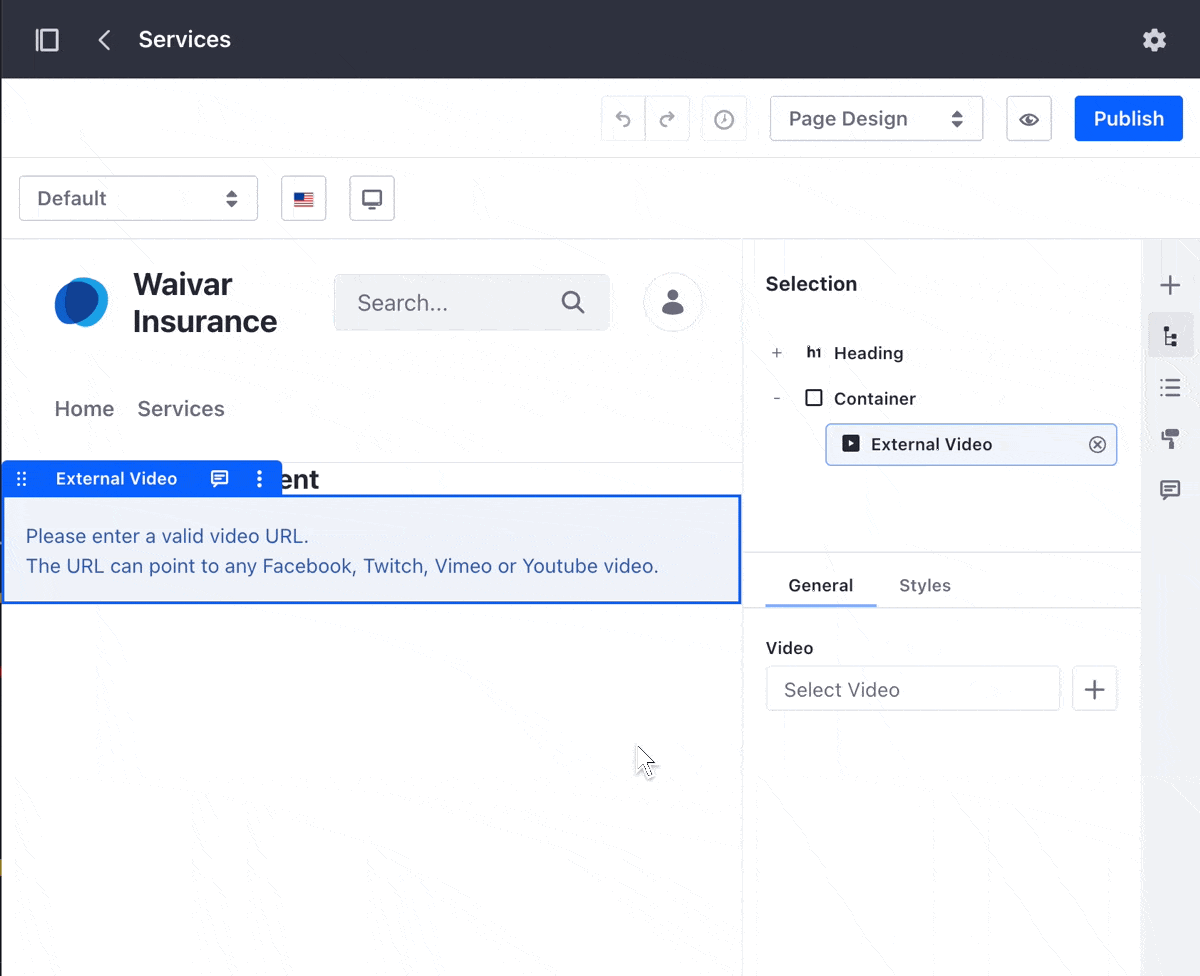 Services
Page Design
Publish
Default
Waivar
Insurance
Search...
Home Services
External Video
ent
Please enter a valid video URL.
The URL can point to any Facebook, Twitch, Vimeo or Youtube video.
Selection
+ h1 Heading
- Container
External Video
General Styles
Video
Select Video